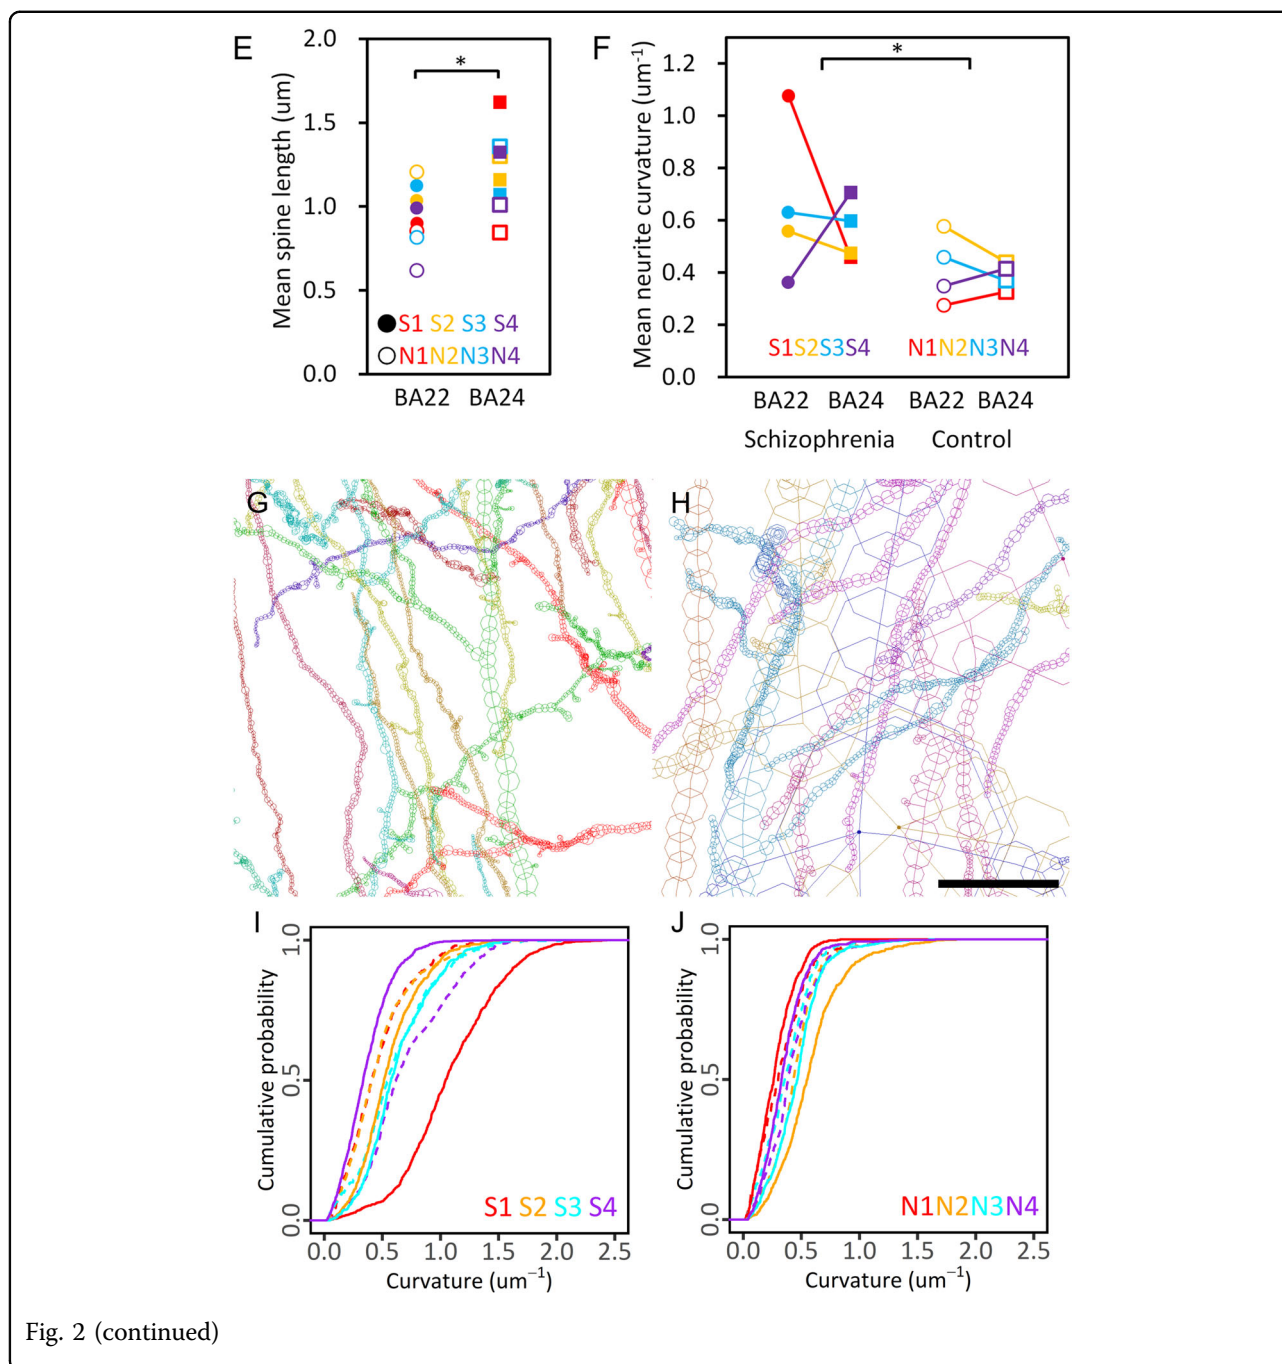 E
2.0
1.5
1.0
0.5
0.0
Mean spine length (um)
*
S1 S2 S3 S4
N1 N2 N3 N4
BA22 BA24
F
1.2
1.0
0.8
0.6
0.4
0.2
0.0
Mean neurite curvature (um⁻¹)
*
S1 S2 S3 S4 N1 N2 N3 N4
BA22 BA24 BA22 BA24
Schizophrenia Control
G
H
I
1.0
0.5
0.0
Cumulative probability
S1 S2 S3 S4
0.0 0.5 1.0 1.5 2.0 2.5
Curvature (um⁻¹)
J
1.0
0.5
0.0
Cumulative probability
N1 N2 N3 N4
0.0 0.5 1.0 1.5 2.0 2.5
Curvature (um⁻¹)
Fig. 2 (continued)